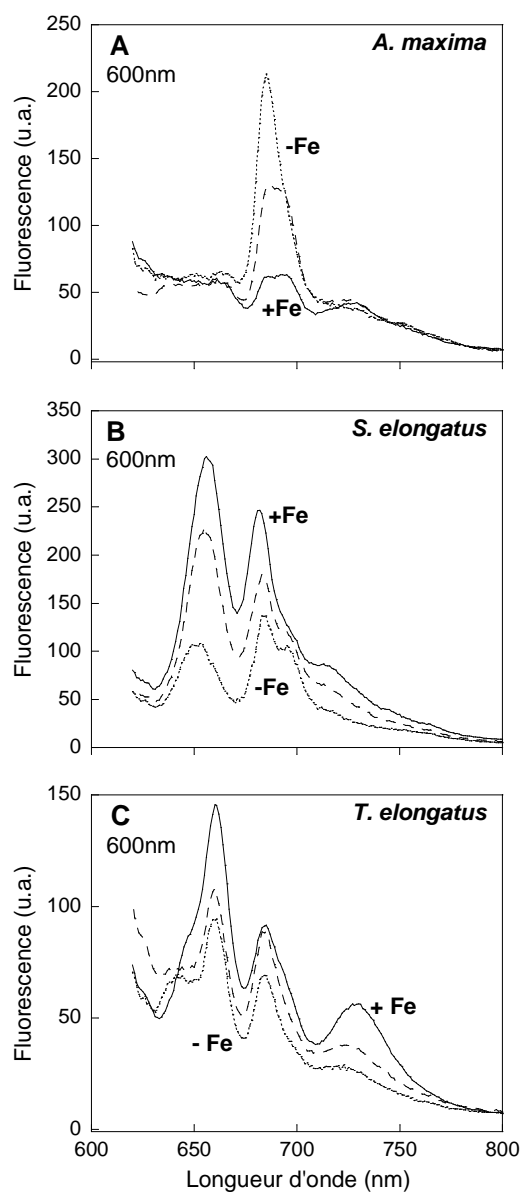 A
A. maxima
600nm
250
200
150
100
50
0
-Fe
+Fe
Fluorescence (u.a.)
B
S. elongatus
600nm
350
300
250
200
150
100
50
0
+Fe
-Fe
Fluorescence (u.a.)
C
T. elongatus
600nm
150
100
50
0
- Fe
+ Fe
Fluorescence (u.a.)
600 650 700 750 800
Longueur d'onde (nm)